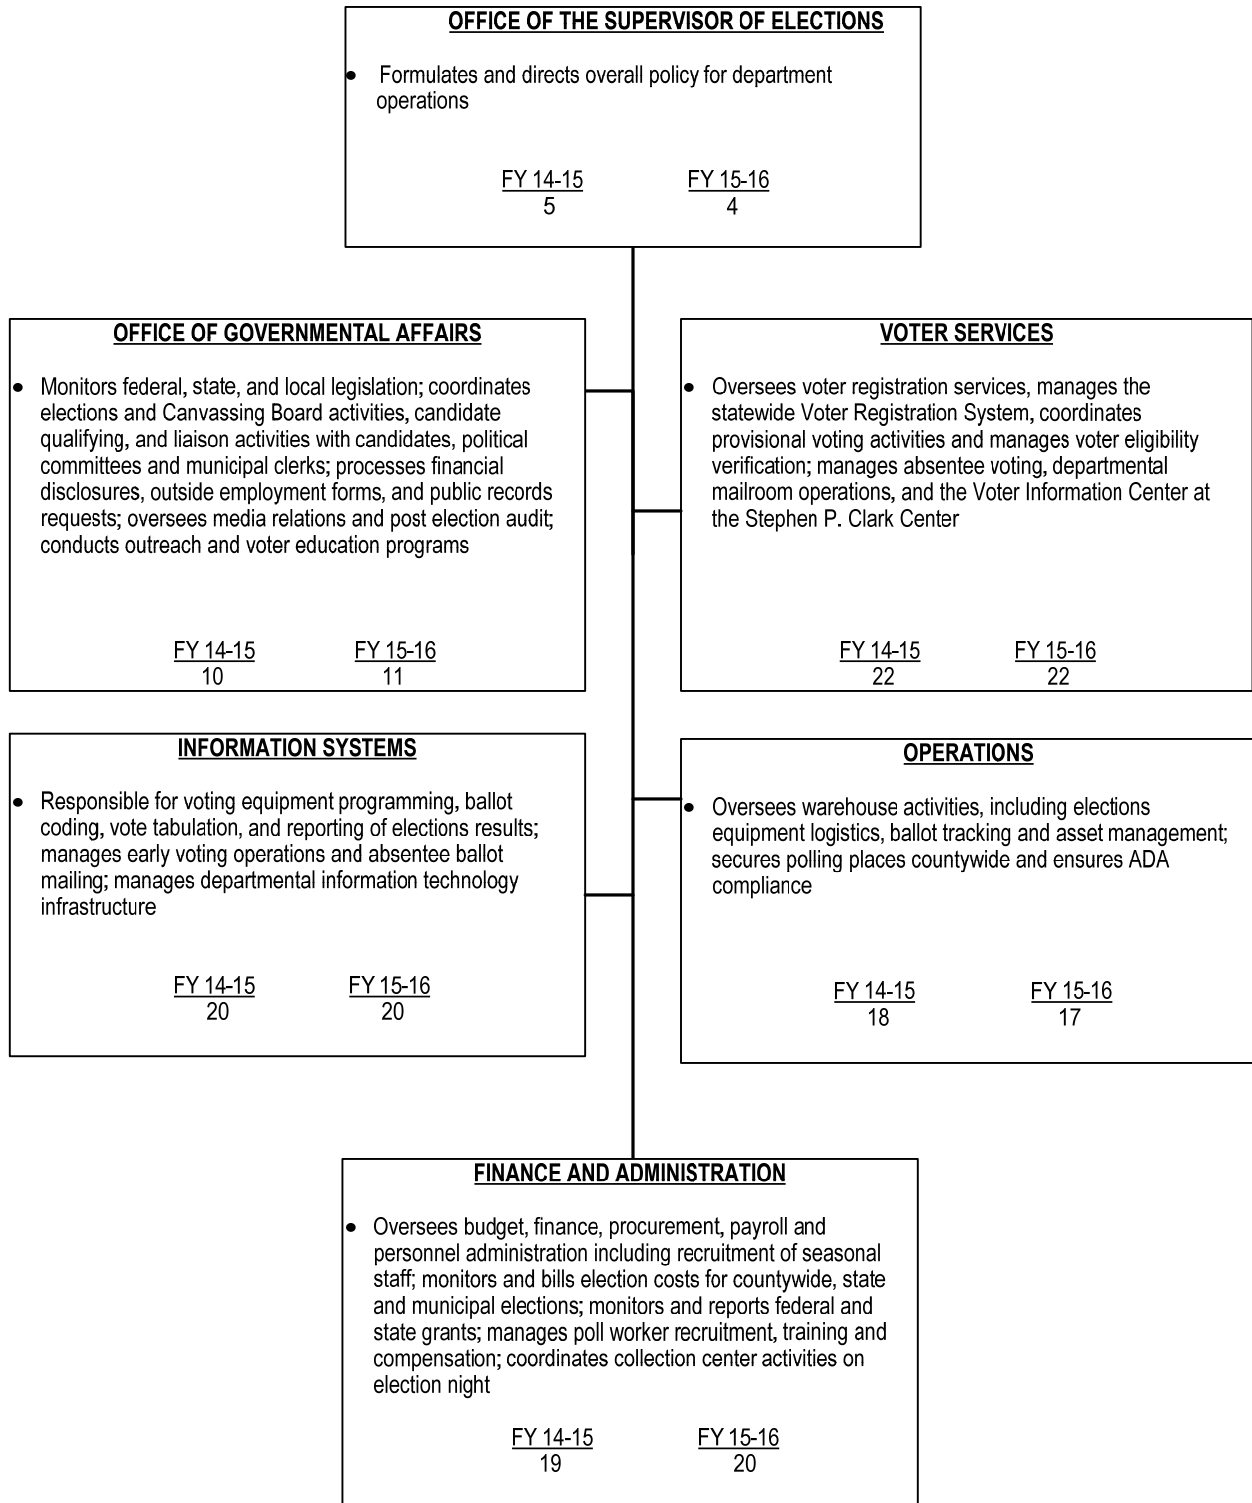 OFFICE OF THE SUPERVISOR OF ELECTIONS
• Formulates and directs overall policy for department
operations
FY 14-15 FY 15-16
5 4
OFFICE OF GOVERNMENTAL AFFAIRS
• Monitors federal, state, and local legislation; coordinates
elections and Canvassing Board activities, candidate
qualifying, and liaison activities with candidates, political
committees and municipal clerks; processes financial
disclosures, outside employment forms, and public records
requests; oversees media relations and post election audit;
conducts outreach and voter education programs
FY 14-15 FY 15-16
10 11
VOTER SERVICES
• Oversees voter registration services, manages the
statewide Voter Registration System, coordinates
provisional voting activities and manages voter eligibility
verification; manages absentee voting, departmental
mailroom operations, and the Voter Information Center at
the Stephen P. Clark Center
FY 14-15 FY 15-16
22 22
INFORMATION SYSTEMS
• Responsible for voting equipment programming, ballot
coding, vote tabulation, and reporting of elections results;
manages early voting operations and absentee ballot
mailing; manages departmental information technology
infrastructure
FY 14-15 FY 15-16
20 20
OPERATIONS
• Oversees warehouse activities, including elections
equipment logistics, ballot tracking and asset management;
secures polling places countywide and ensures ADA
compliance
FY 14-15 FY 15-16
18 17
FINANCE AND ADMINISTRATION
• Oversees budget, finance, procurement, payroll and
personnel administration including recruitment of seasonal
staff; monitors and bills election costs for countywide, state
and municipal elections; monitors and reports federal and
state grants; manages poll worker recruitment, training and
compensation; coordinates collection center activities on
election night
FY 14-15 FY 15-16
19 20